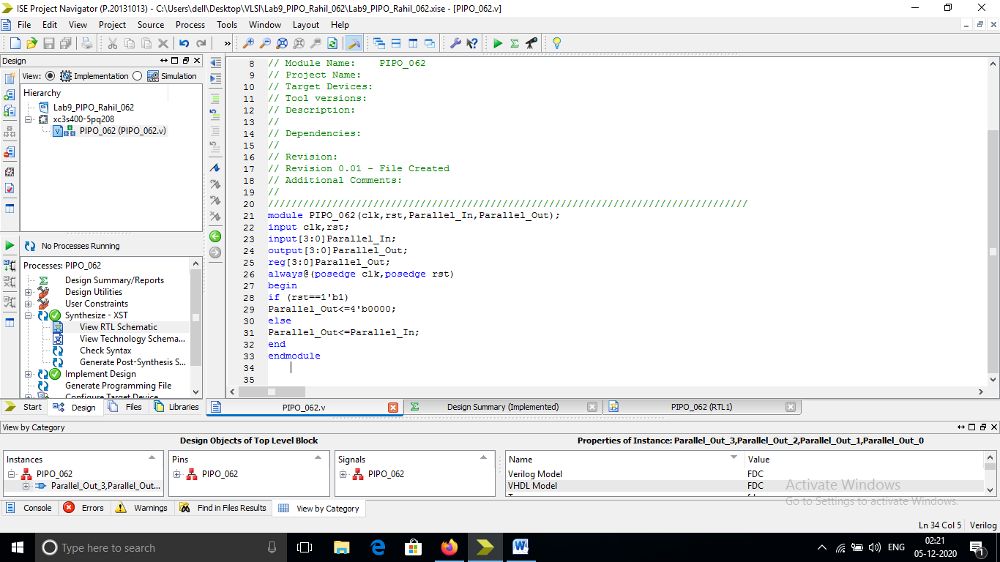 ISE Project Navigator (P.20131013) - C:\Users\dell\Desktop\VLSI\Lab9_PIPO_Rahil_062\Lab9_PIPO_Rahil_062.xise - [PIPO_062.v]
File Edit View Project Source Process Tools Window Layout Help
Design
View: Implementation Simulation
Hierarchy
Lab9_PIPO_Rahil_062
xc3s400-5pq208
PIPO_062 (PIPO_062.v)
No Processes Running
Processes: PIPO_062
Design Summary/Reports
Design Utilities
User Constraints
Synthesize - XST
View RTL Schematic
View Technology Schema...
Check Syntax
Generate Post-Synthesis S...
Implement Design
Generate Programming File
Configure Target Device
Start Design Files Libraries
8 // Module Name: PIPO_062
9 // Project Name:
10 // Target Devices:
11 // Tool versions:
12 // Description:
13 //
14 // Dependencies:
15 //
16 // Revision:
17 // Revision 0.01 - File Created
18 // Additional Comments:
19 //
20 //////////////////////////////////////////////////////////////////////////////////
21 module PIPO_062(clk,rst,Parallel_In,Parallel_Out);
22 input clk,rst;
23 input[3:0]Parallel_In;
24 output[3:0]Parallel_Out;
25 reg[3:0]Parallel_Out;
26 always@(posedge clk,posedge rst)
27 begin
28 if (rst==1'b1)
29 Parallel_Out<=4'b0000;
30 else
31 Parallel_Out<=Parallel_In;
32 end
33 endmodule
34
35
PIPO_062.v Design Summary (Implemented) PIPO_062 (RTL1)
View by Category
Design Objects of Top Level Block
Instances Pins Signals
PIPO_062 PIPO_062 PIPO_062
Parallel_Out_3,Parallel_Out...
Properties of Instance: Parallel_Out_3,Parallel_Out_2,Parallel_Out_1,Parallel_Out_0
Name Value
Verilog Model FDC
VHDL Model FDC
Activate Windows
Go to Settings to activate Windows.
Console Errors Warnings Find in Files Results View by Category
Ln 34 Col 5 Verilog
Type here to search
ENG
02:21
05-12-2020
1